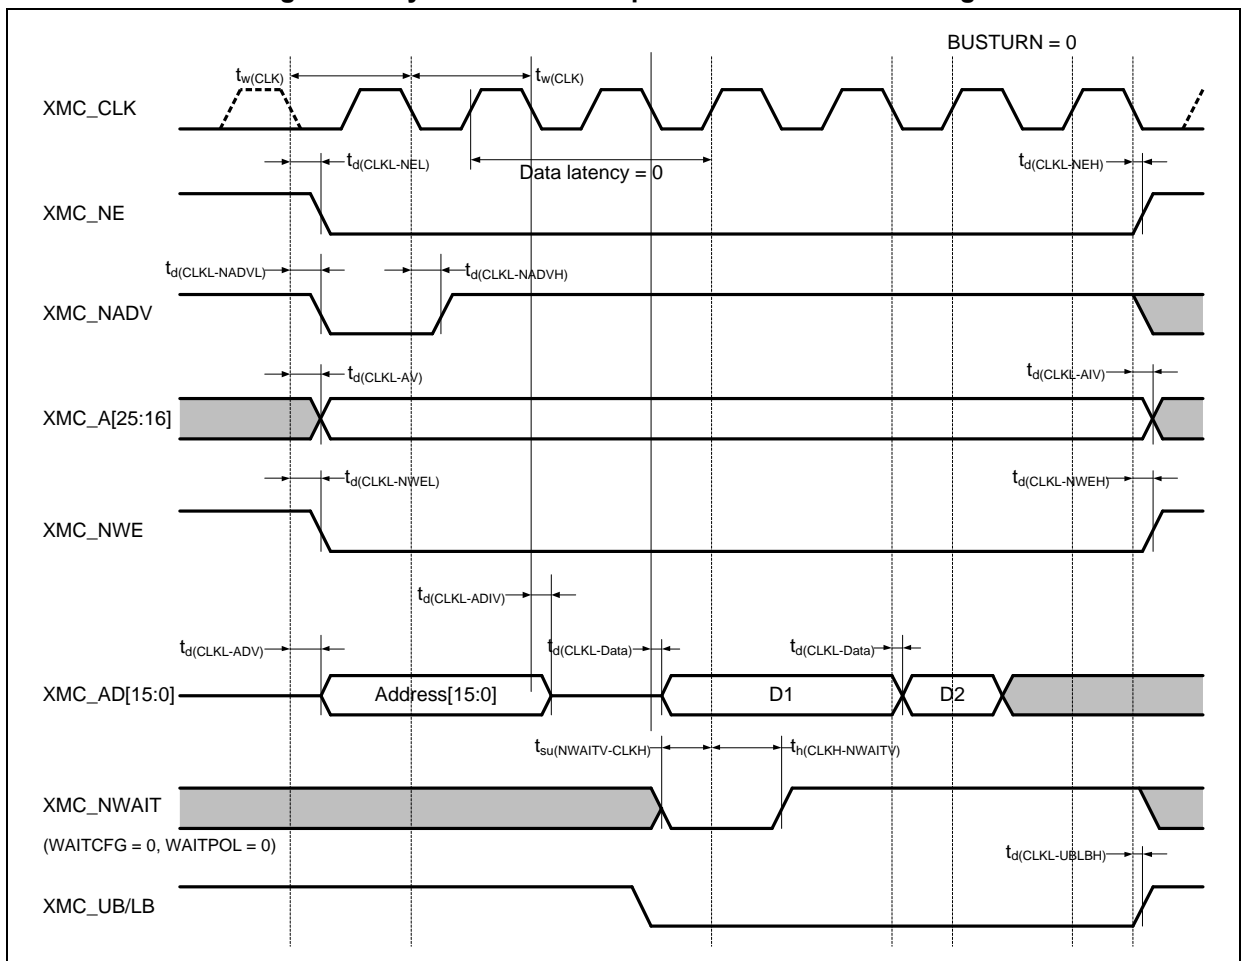 BUSTURN = 0
tw(CLK) tw(CLK)
XMC_CLK
td(CLKL-NEL) Data latency = 0 td(CLKL-NEH)
XMC_NE
td(CLKL-NADVL) td(CLKL-NADVH)
XMC_NADV
td(CLKL-AV) td(CLKL-AIV)
XMC_A[25:16]
td(CLKL-NWEL) td(CLKL-NWEH)
XMC_NWE
td(CLKL-ADIV)
td(CLKL-ADV) td(CLKL-Data) td(CLKL-Data)
XMC_AD[15:0] Address[15:0] D1 D2
tsu(NWAITV-CLKH) th(CLKH-NWAITV)
XMC_NWAIT
(WAITCFG = 0, WAITPOL = 0)
td(CLKL-UBLBH)
XMC_UB/LB